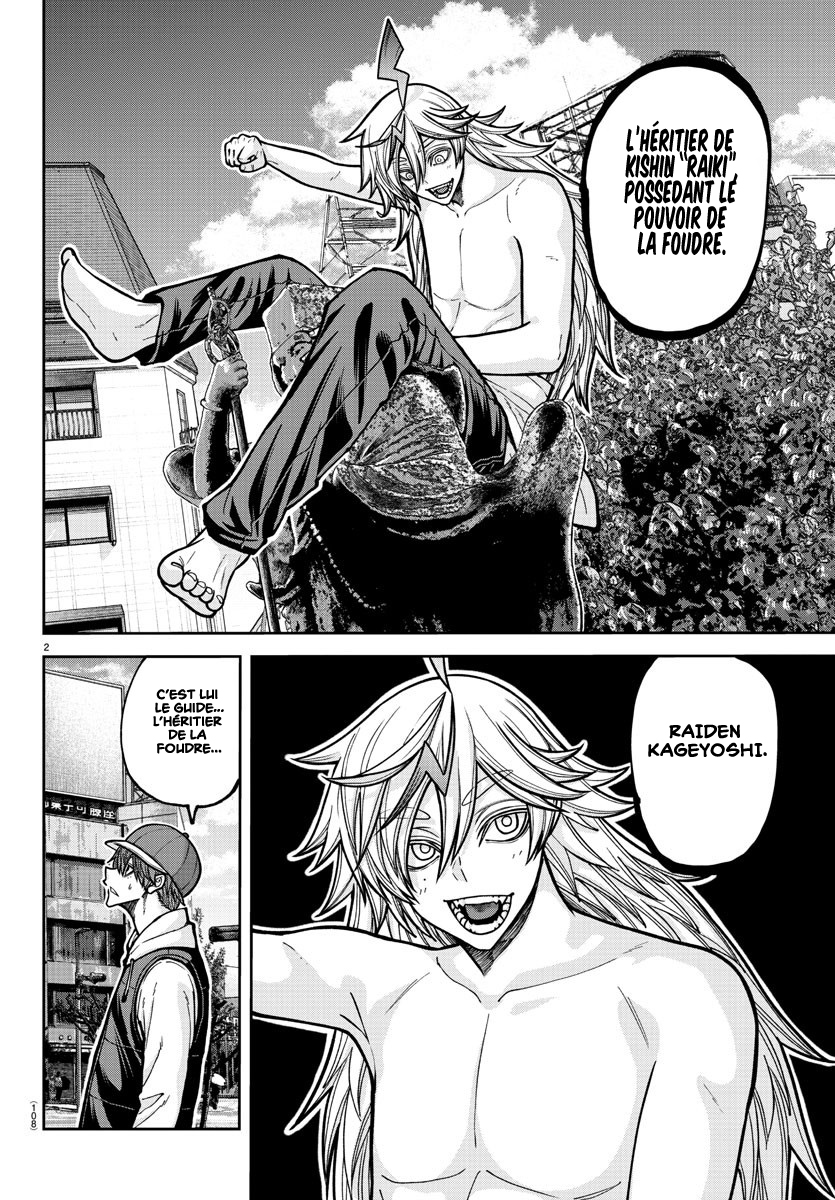 L'HÉRITIER DE
KISHIN "RAIKI",
POSSEDANT LE
POUVOIR DE
LA FOUDRE.
2
RAIDEN
KAGEYOSHI.
C'EST LUI
LE GUIDE...
L'HÉRITIER
DE LA
FOUDRE...
(108)